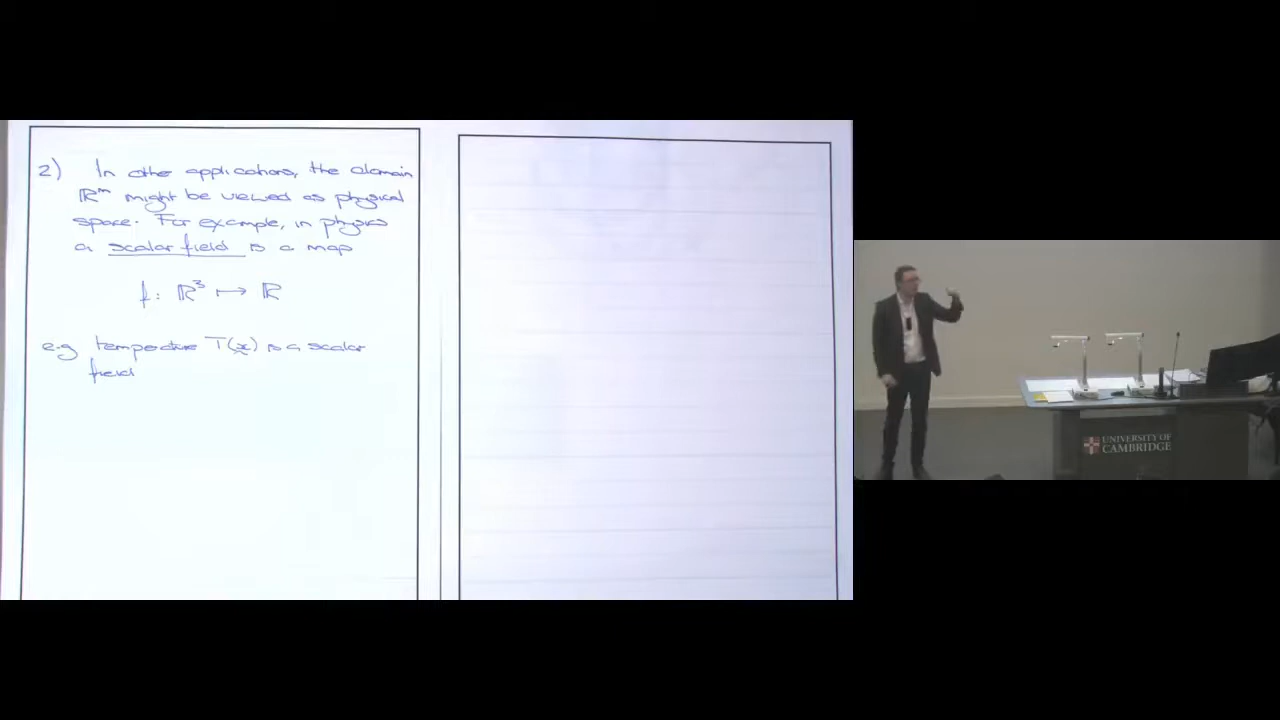 2) In other applications, the domain
ℝᵐ might be viewed as physical
space. For example, in physics
a scalar field is a map
f: ℝ³ ↦ ℝ
e.g temperature T(x) is a scalar
field
UNIVERSITY OF
CAMBRIDGE